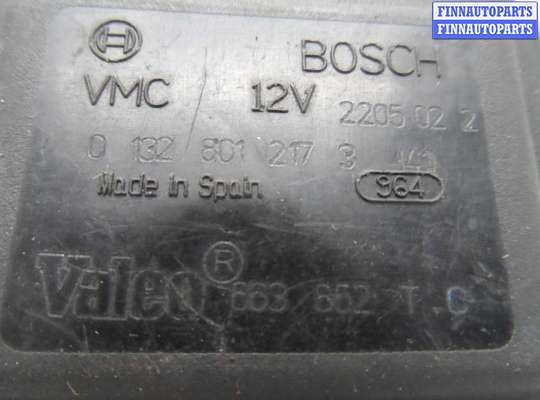 FINNAUTOPARTS
FINNAUTOPARTS
BOSCH
VMC 12V 2205 02 2
0 132 801 217 3
Made in Spain 964
Valeo® 663 652 T C